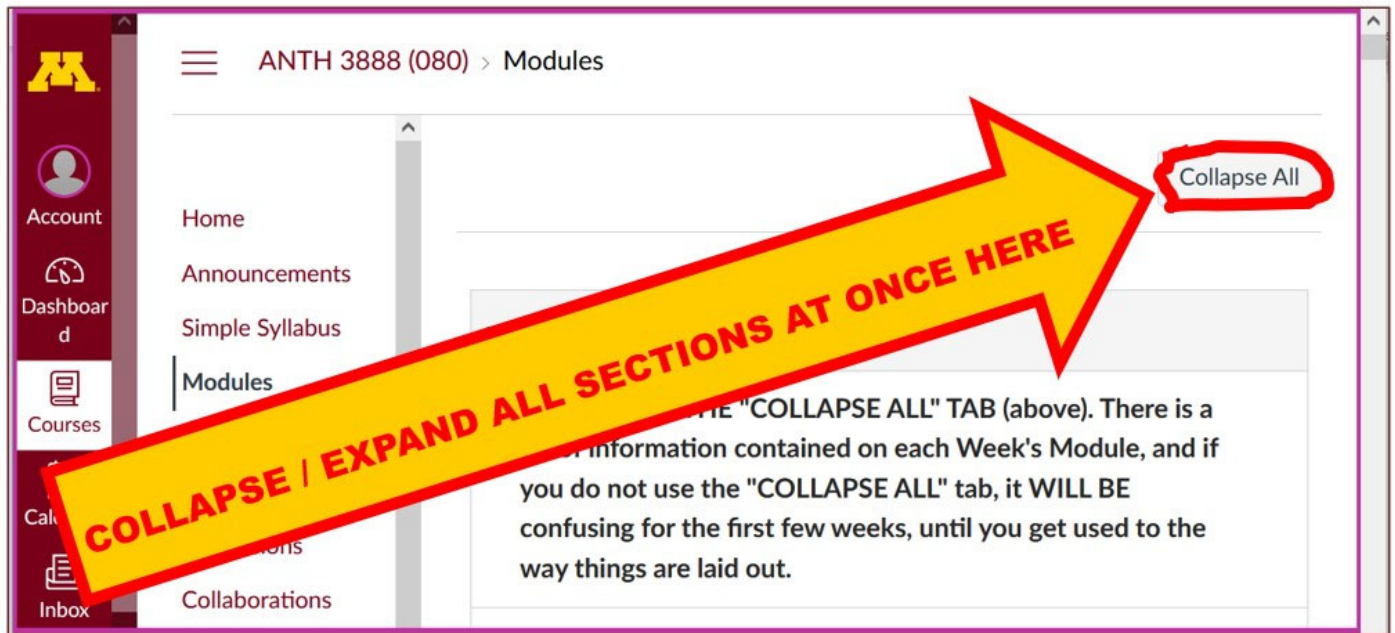 M
ANTH 3888 (080) > Modules
Collapse All
Account
Dashboar
d
Courses
Inbox
Home
Announcements
Simple Syllabus
Modules
Collaborations
COLLAPSE / EXPAND ALL SECTIONS AT ONCE HERE
"COLLAPSE ALL" TAB (above). There is a
information contained on each Week's Module, and if
you do not use the "COLLAPSE ALL" tab, it WILL BE
confusing for the first few weeks, until you get used to the
way things are laid out.